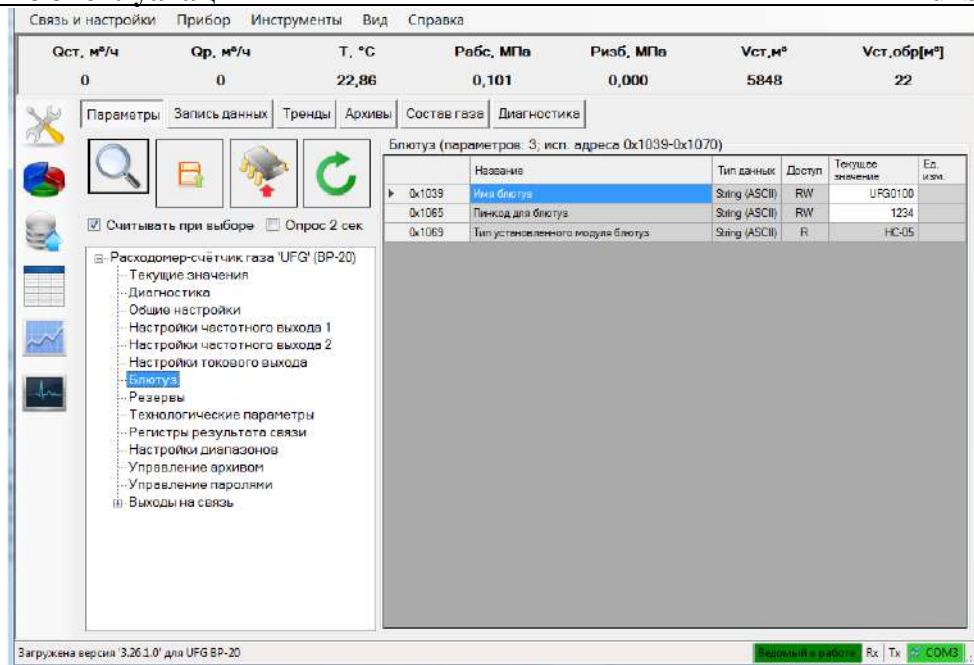 Связь и настройки Прибор Инструменты Вид Справка
Qст, м³/ч Qр, м³/ч T, °C Рабс, МПа Ризб, МПа Vст,м³ Vст,обр[м³]
0 0 22,86 0,101 0,000 5848 22
Параметры Запись данных Тренды Архивы Состав газа Диагностика
Блютуз (параметров: 3; исп. адреса 0x1039-0x1070)
Название Тип данных Доступ Текущее значение Ед. изм.
0x1039 Имя блютуз String (ASCII) RW UFG0100
0x1065 Пинкод для блютуз String (ASCII) RW 1234
0x1069 Тип установленного модуля блютуз String (ASCII) R HC-05
Считывать при выборе Опрос 2 сек
Расходомер-счётчик газа 'UFG' (BP-20)
Текущие значения
Диагностика
Общие настройки
Настройки частотного выхода 1
Настройки частотного выхода 2
Настройки токового выхода
Блютуз
Резервы
Технологические параметры
Регистры результата связи
Настройки диапазонов
Управление архивом
Управление паролями
Выходы на связь
Загружена версия '3.26.1.0' для UFG BP-20
Ведомый в работе Rx Tx COM3